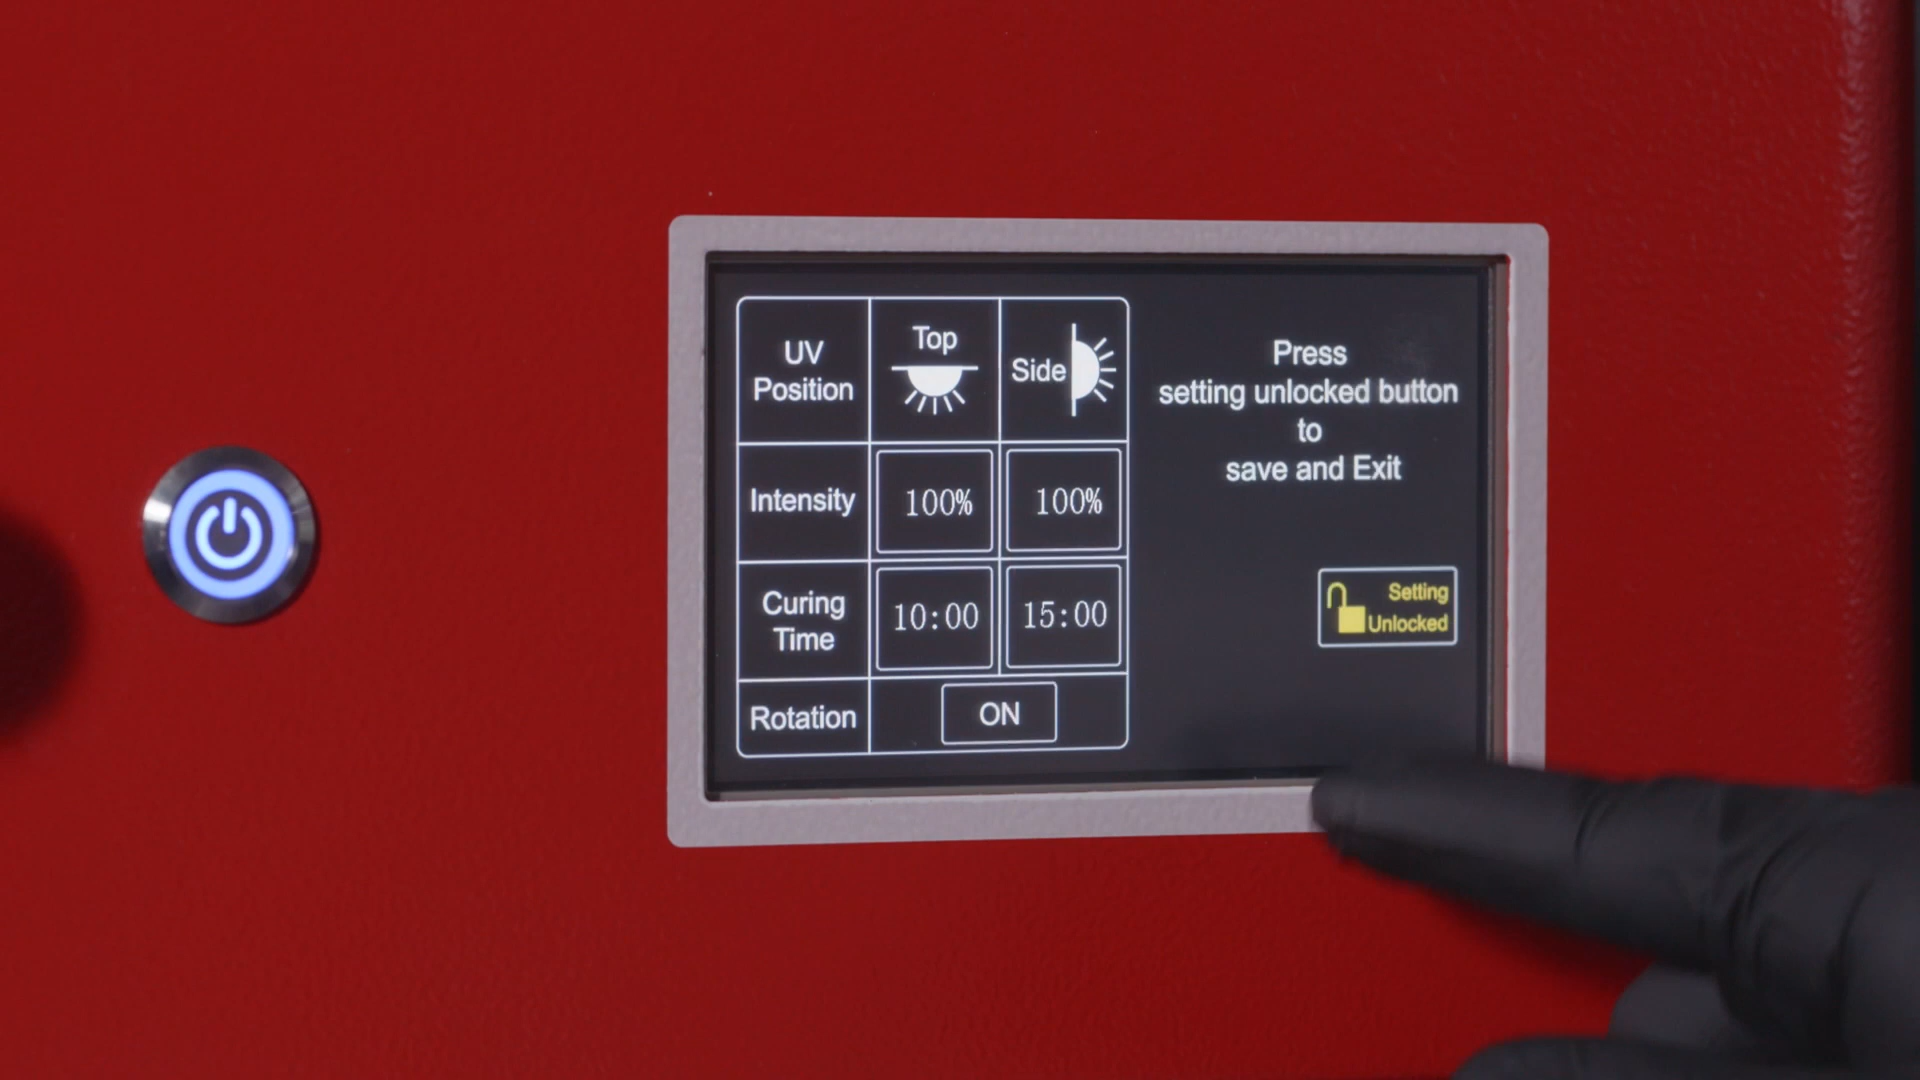 UV
Position
Top
Side
Intensity
100%
100%
Curing
Time
10:00
15:00
Rotation
ON
Press
setting unlocked button
to
save and Exit
Setting
Unlocked